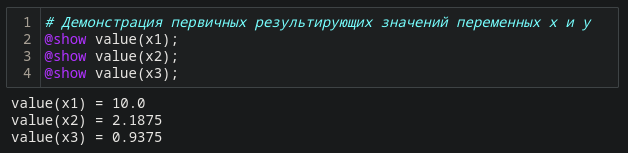 1 # Демонстрация первичных результирующих значений переменных x и y
2 @show value(x1);
3 @show value(x2);
4 @show value(x3);
value(x1) = 10.0
value(x2) = 2.1875
value(x3) = 0.9375